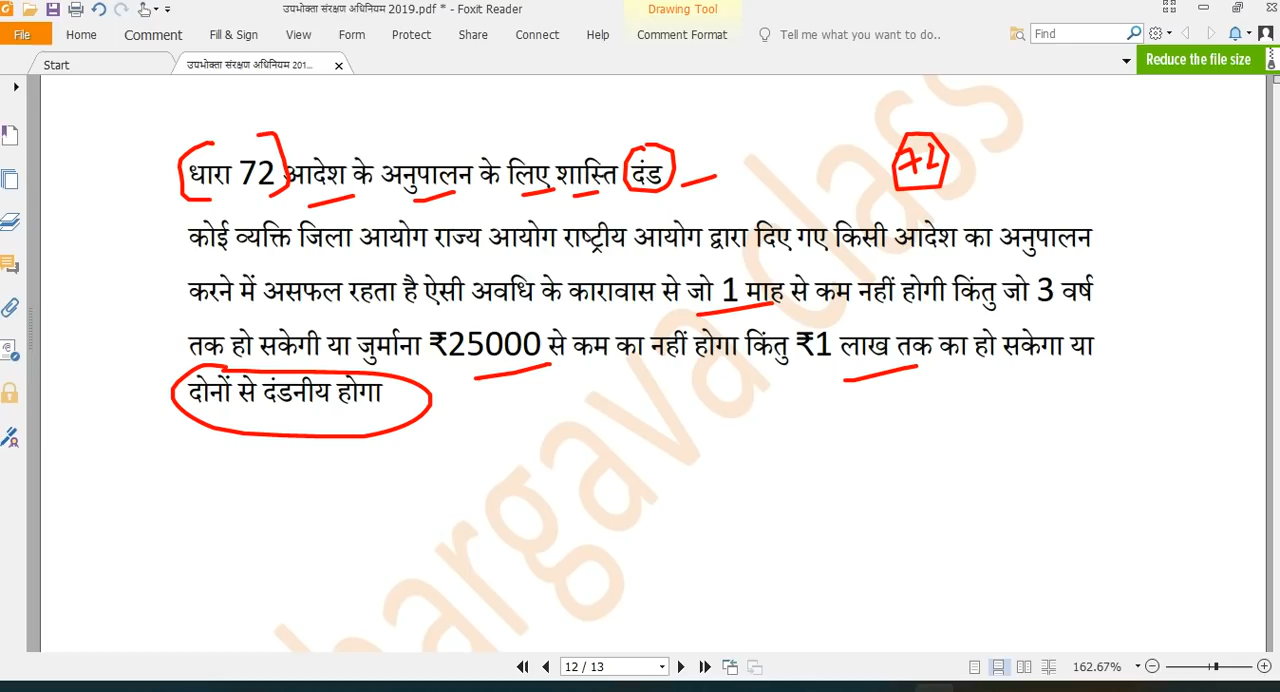 उपभोक्ता संरक्षण अधिनियम 2019.pdf * - Foxit Reader
Drawing Tool
File Home Comment Fill & Sign View Form Protect Share Connect Help Comment Format Tell me what you want to do.. Find
Start उपभोक्ता संरक्षण अधिनियम 201... Reduce the file size
धारा 72 आदेश के अनुपालन के लिए शास्ति दंड 72
कोई व्यक्ति जिला आयोग राज्य आयोग राष्ट्रीय आयोग द्वारा दिए गए किसी आदेश का अनुपालन
करने में असफल रहता है ऐसी अवधि के कारावास से जो 1 माह से कम नहीं होगी किंतु जो 3 वर्ष
तक हो सकेगी या जुर्माना ₹25000 से कम का नहीं होगा किंतु ₹1 लाख तक का हो सकेगा या
दोनों से दंडनीय होगा
hargava class
12 / 13 162.67%